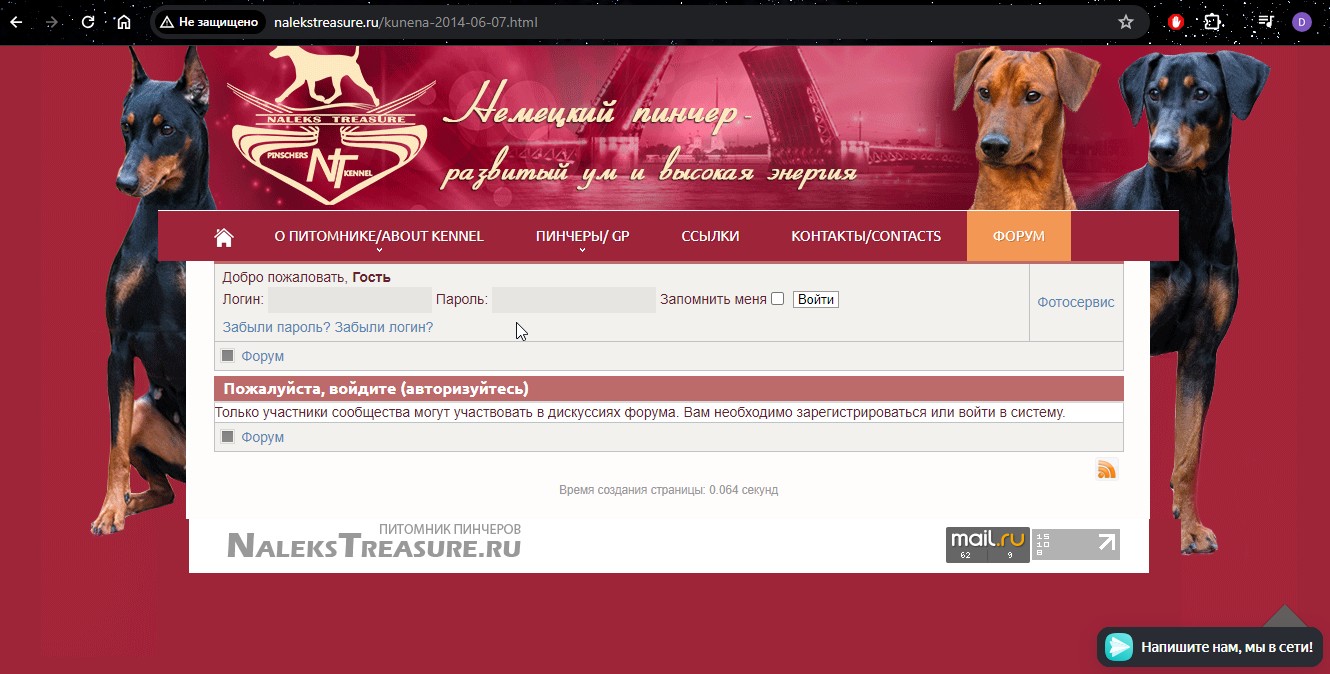 Не защищено
nalekstreasure.ru/kunena-2014-06-07.html
D
NALEKS TREASURE
PINSCHERS NT KENNEL
Немецкий пинчер -
развитый ум и высокая энергия
О ПИТОМНИКЕ/ABOUT KENNEL
ПИНЧЕРЫ/ GP
ССЫЛКИ
КОНТАКТЫ/CONTACTS
ФОРУМ
Добро пожаловать, Гость
Логин: Пароль: Запомнить меня Войти
Фотосервис
Забыли пароль? Забыли логин?
Форум
Пожалуйста, войдите (авторизуйтесь)
Только участники сообщества могут участвовать в дискуссиях форума. Вам необходимо зарегистрироваться или войти в систему.
Форум
Время создания страницы: 0.064 секунд
ПИТОМНИК ПИНЧЕРОВ
NALEKSTREASURE.RU
mail.ru
62 9
15
10
8
Напишите нам, мы в сети!